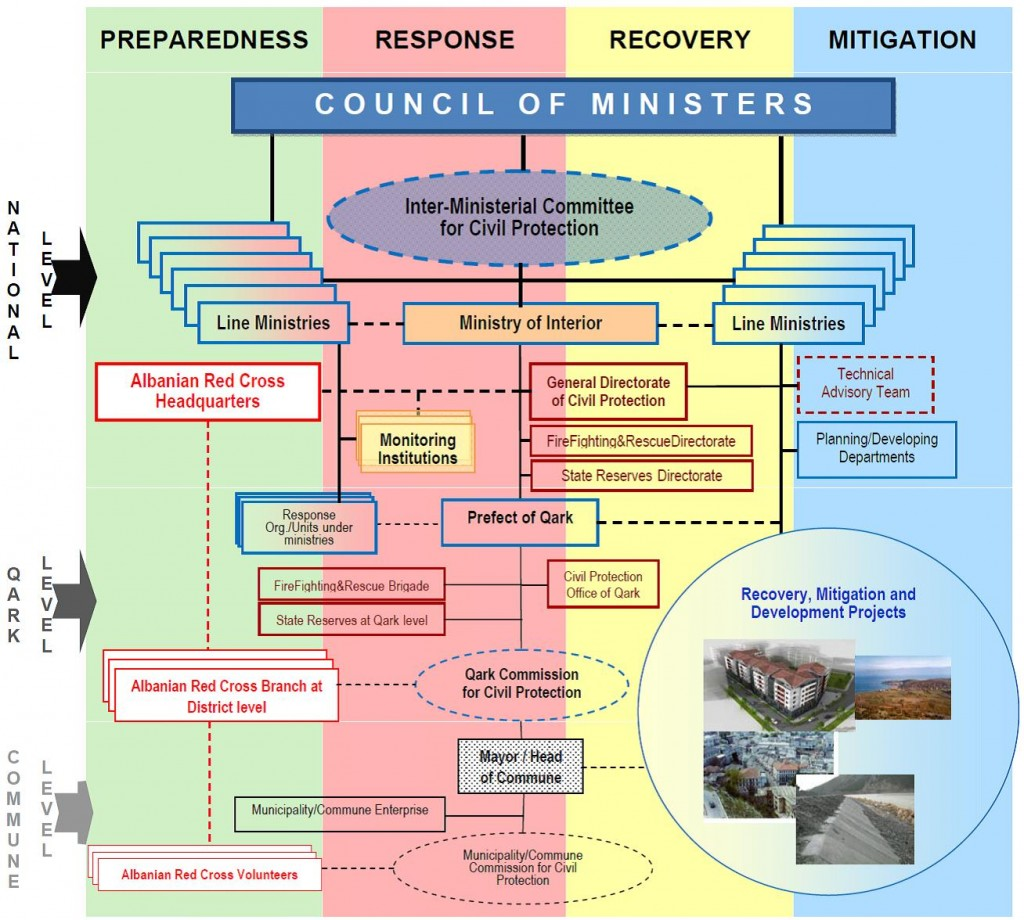 PREPAREDNESS
RESPONSE
RECOVERY
MITIGATION
COUNCIL OF MINISTERS
Inter-Ministerial Committee
for Civil Protection
NATIONAL
LEVEL
Line Ministries
Ministry of Interior
Line Ministries
Albanian Red Cross
Headquarters
General Directorate
of Civil Protection
Technical
Advisory Team
Monitoring
Institutions
FireFighting&RescueDirectorate
Planning/Developing
Departments
State Reserves Directorate
Response
Org./Units under
ministries
Prefect of Qark
QARK
LEVEL
FireFighting&Rescue Brigade
Civil Protection
Office of Qark
State Reserves at Qark level
Recovery, Mitigation and
Development Projects
Albanian Red Cross Branch at
District level
Qark Commission
for Civil Protection
COMMUNE
LEVEL
Mayor / Head
of Commune
Municipality/Commune Enterprise
Municipality/Commune
Commission for Civil
Protection
Albanian Red Cross Volunteers